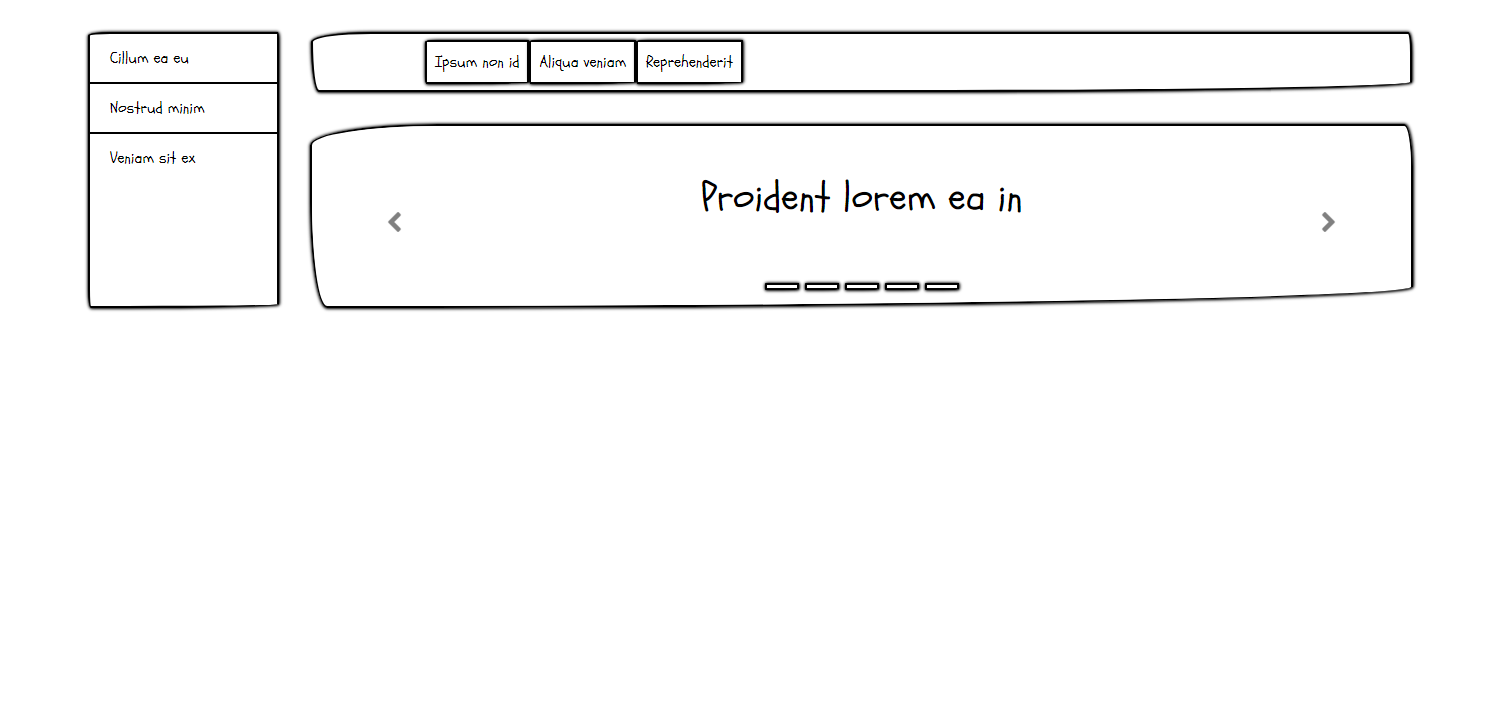 Cillum ea eu
Nostrud minim
Veniam sit ex
Ipsum non id
Aliqua veniam
Reprehenderit
Proident lorem ea in